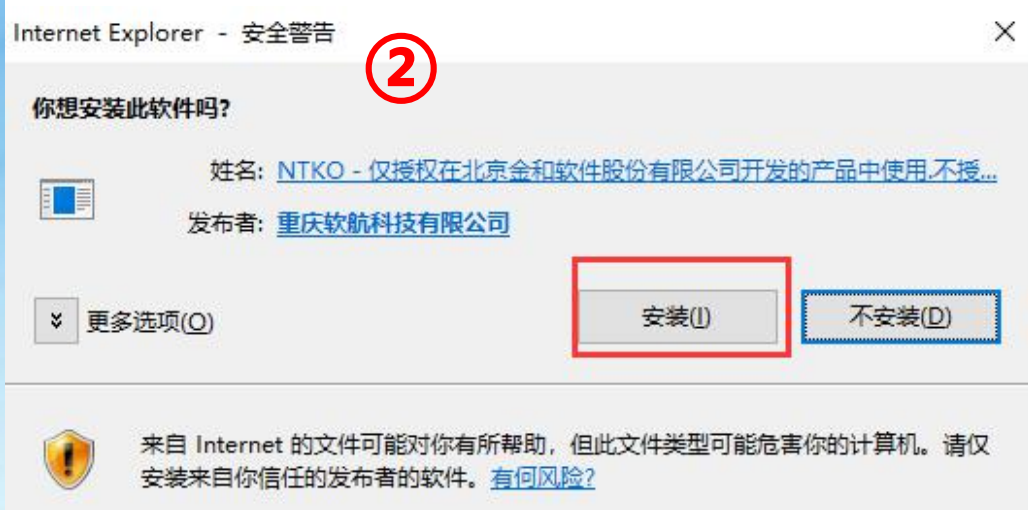 Internet Explorer - 安全警告
②
你想安装此软件吗?
姓名: NTKO - 仅授权在北京金和软件股份有限公司开发的产品中使用.不授...
发布者: 重庆软航科技有限公司
更多选项(O)
安装(I)
不安装(D)
来自 Internet 的文件可能对你有所帮助，但此文件类型可能危害你的计算机。请仅
安装来自你信任的发布者的软件。有何风险?